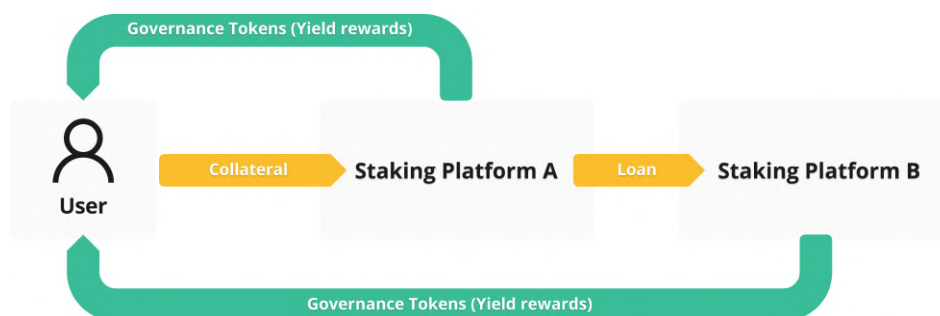 Governance Tokens (Yield rewards)
User
Collateral
Staking Platform A
Loan
Staking Platform B
Governance Tokens (Yield rewards)